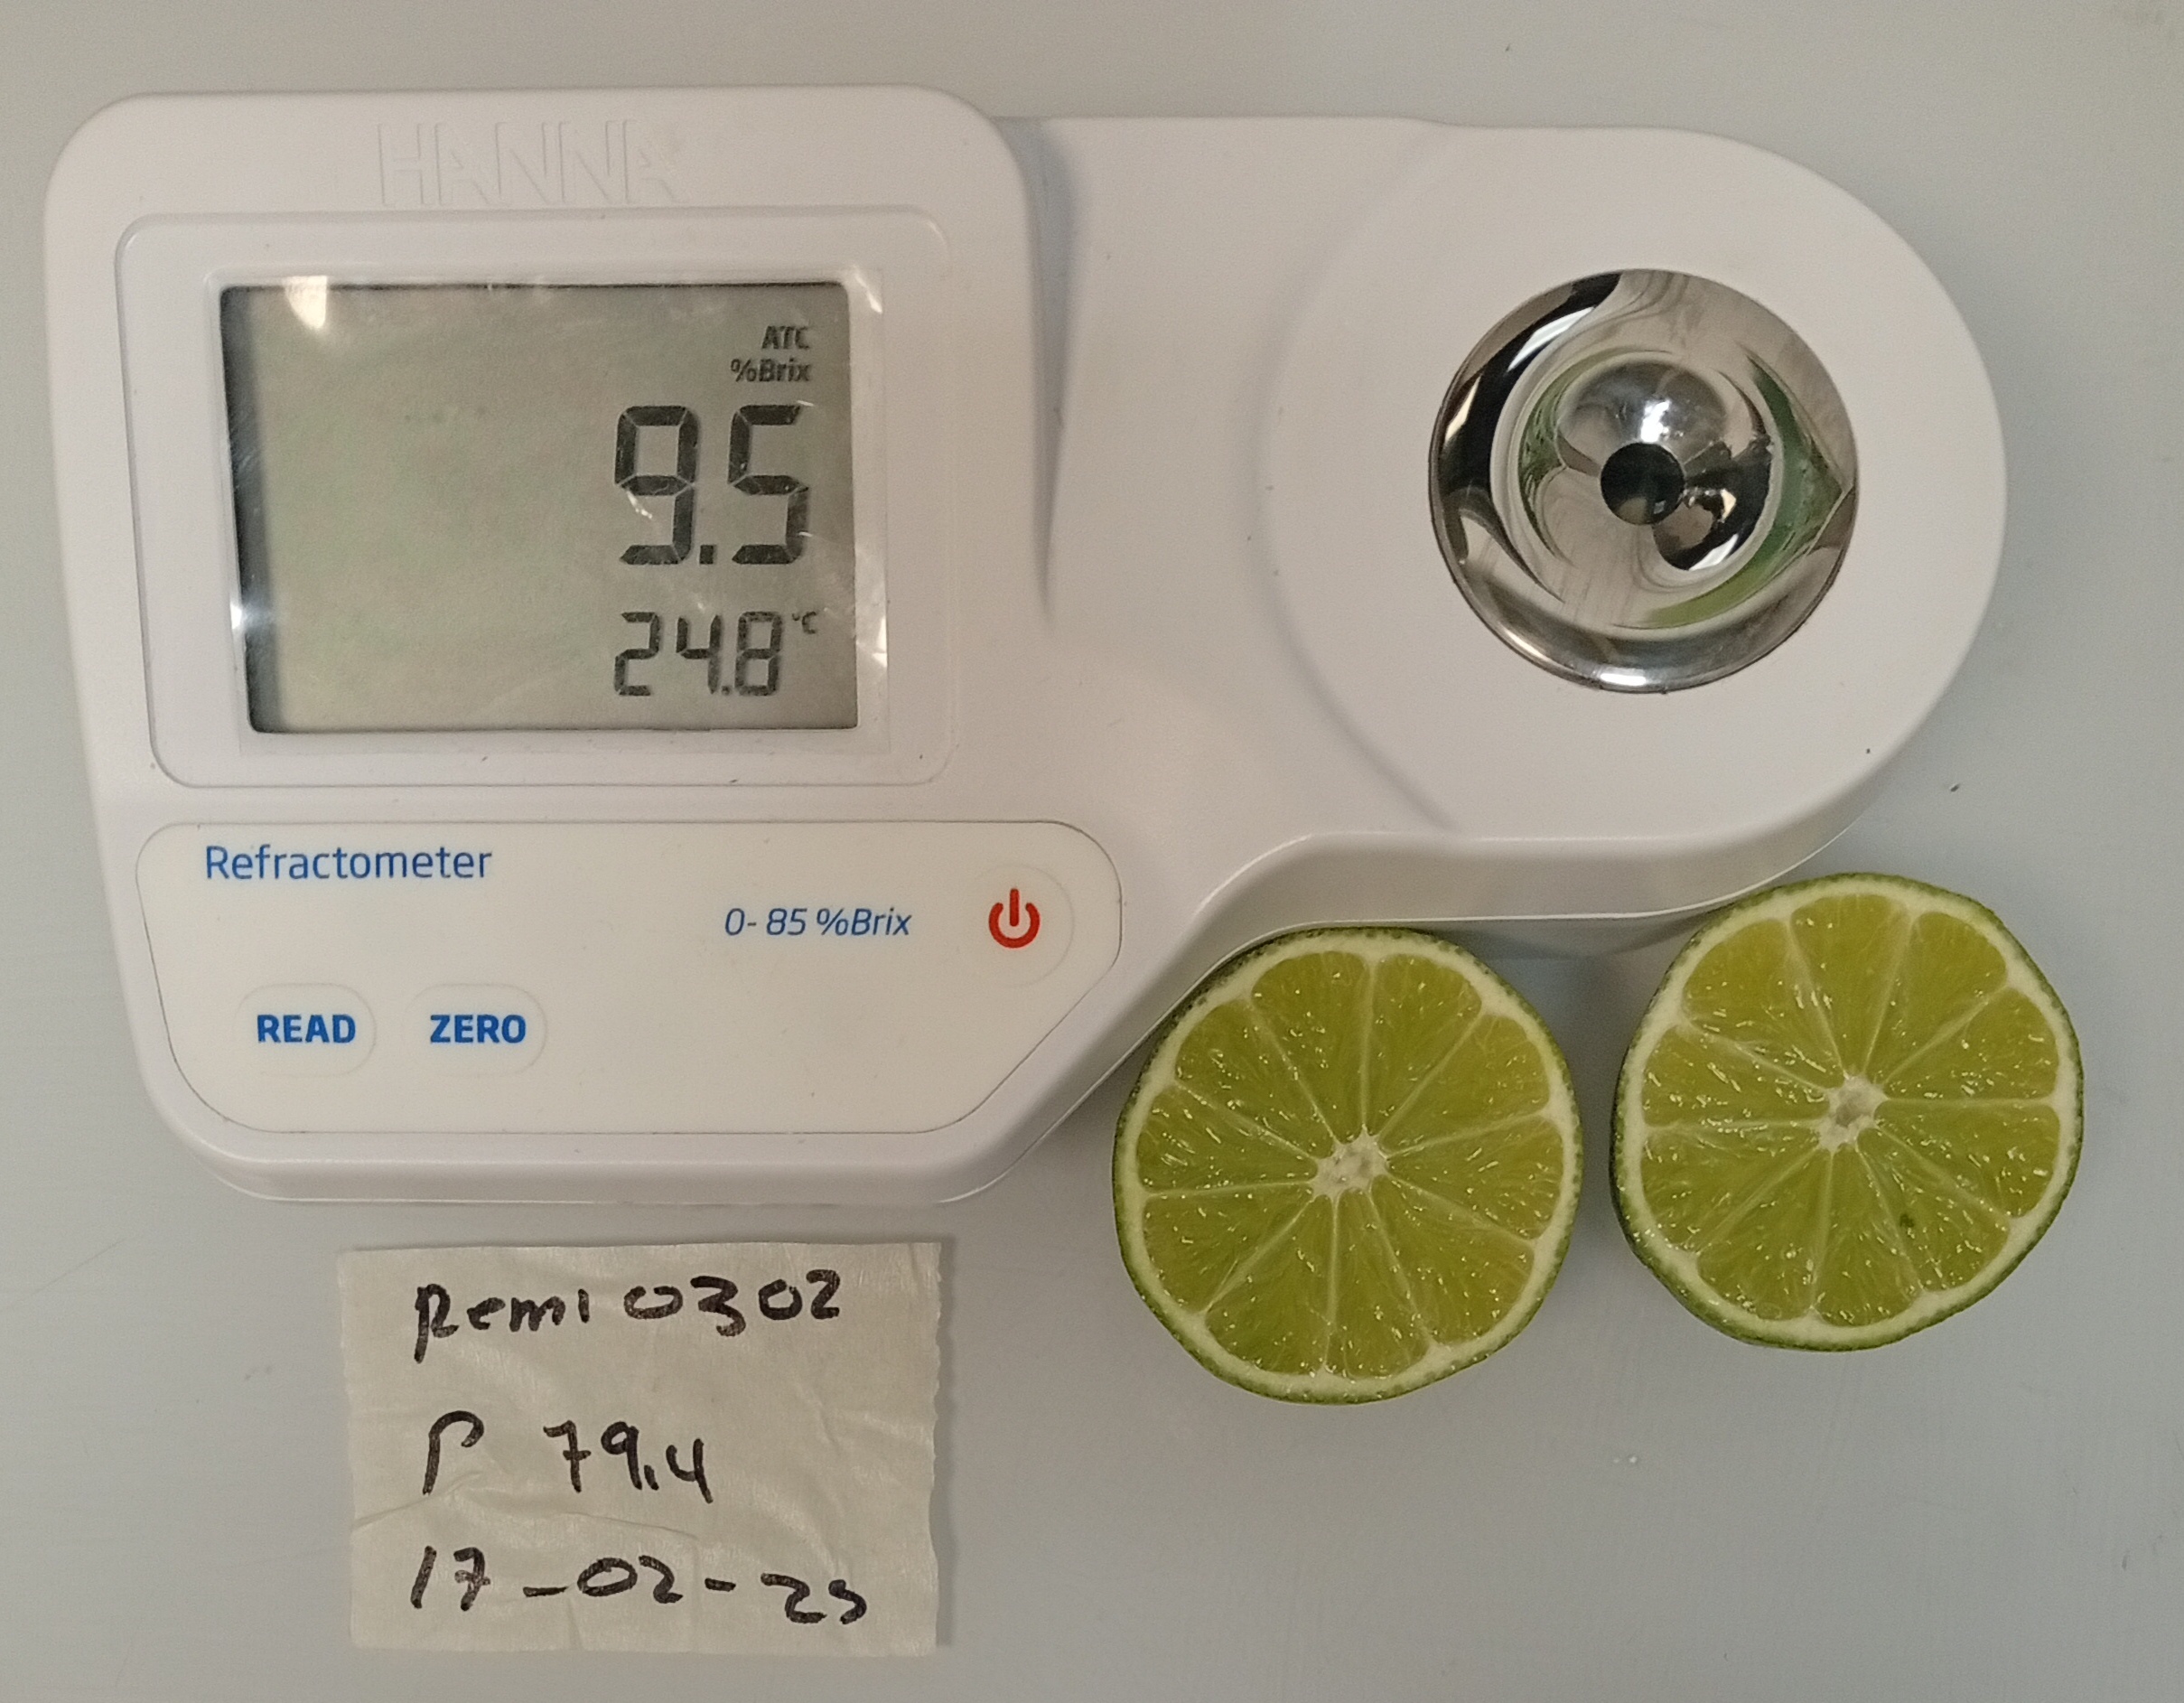 HANNA
ATC
%Brix
9.5
24.8 °C
Refractometer
0-85 %Brix
READ ZERO
Remi 0302
P 79.4
17-02-25